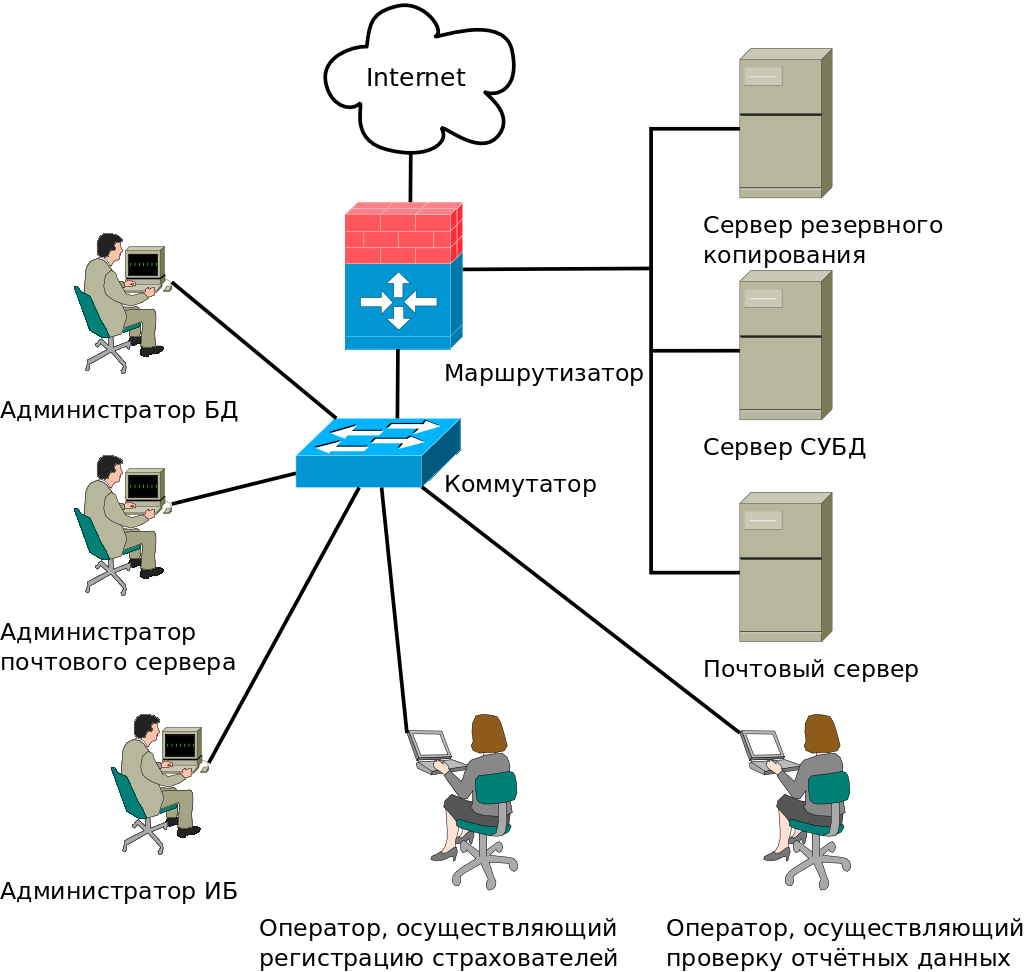 Internet
Сервер резервного
копирования
Маршрутизатор
Администратор БД
Сервер СУБД
Коммутатор
Администратор
почтового сервера
Почтовый сервер
Администратор ИБ
Оператор, осуществляющий
регистрацию страхователей
Оператор, осуществляющий
проверку отчётных данных